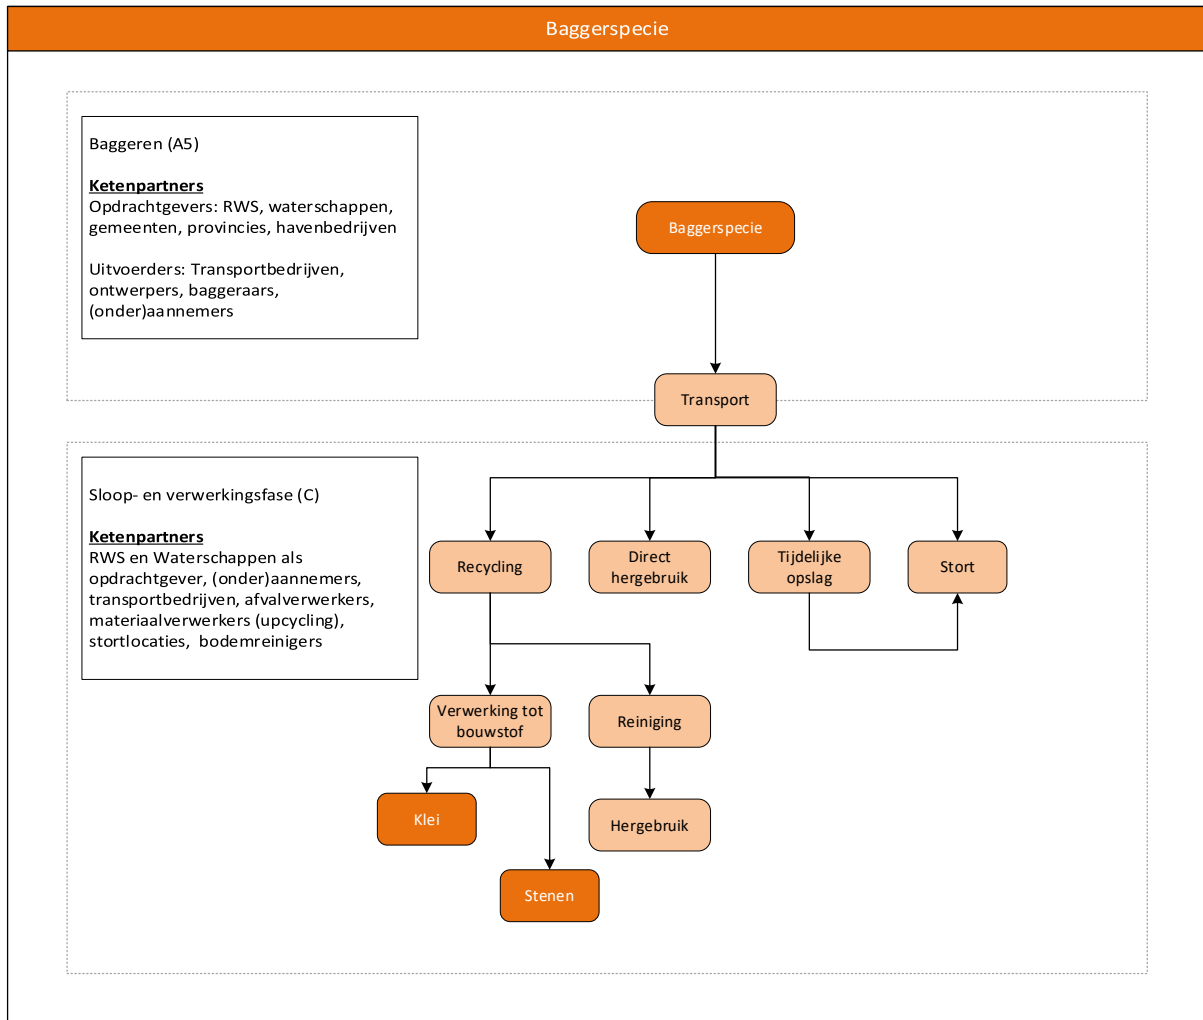 Baggerspecie
Baggeren (A5)
Ketenpartners
Opdrachtgevers: RWS, waterschappen,
gemeenten, provincies, havenbedrijven
Uitvoerders: Transportbedrijven,
ontwerpers, baggeraars,
(onder)aannemers
Baggerspecie
Transport
Sloop- en verwerkingsfase (C)
Ketenpartners
RWS en Waterschappen als
opdrachtgever, (onder)aannemers,
transportbedrijven, afvalverwerkers,
materiaalverwerkers (upcycling),
stortlocaties, bodemreinigers
Recycling
Direct
hergebruik
Tijdelijke
opslag
Stort
Verwerking tot
bouwstof
Reiniging
Klei
Hergebruik
Stenen